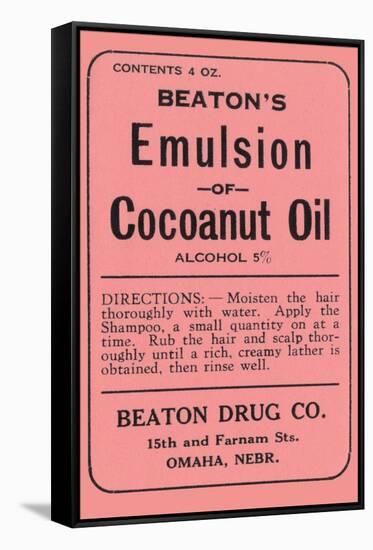 CONTENTS 4 OZ.
BEATON'S
Emulsion
—OF—
Cocoanut Oil
ALCOHOL 5%
DIRECTIONS: — Moisten the hair
thoroughly with water. Apply the
Shampoo, a small quantity on at a
time. Rub the hair and scalp thor-
oughly until a rich, creamy lather is
obtained, then rinse well.
BEATON DRUG CO.
15th and Farnam Sts.
OMAHA, NEBR.